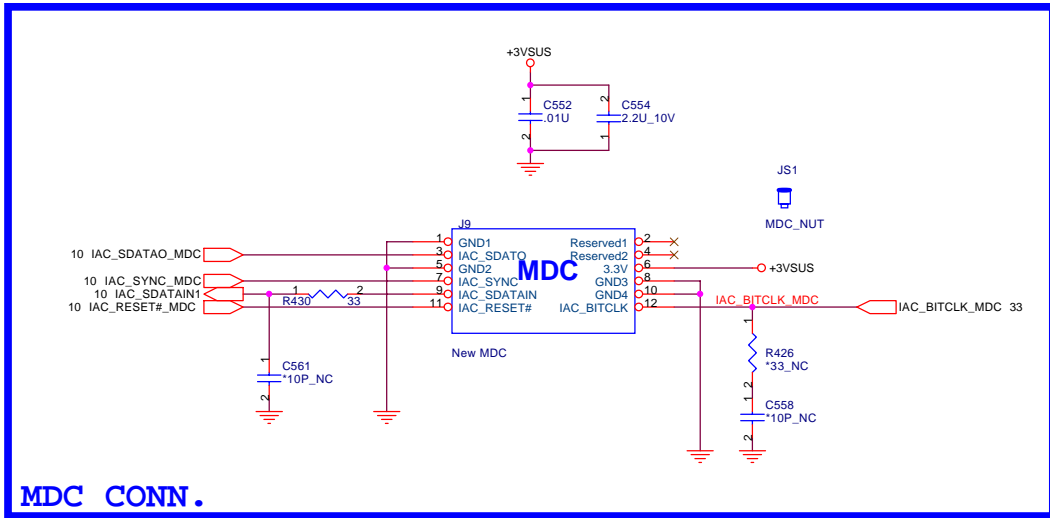 +3VSUS
1
C552
.01U
2
2
C554
2.2U_10V
1
JS1
MDC_NUT
J9
10 IAC_SDATAO_MDC
10 IAC_SYNC_MDC
10 IAC_SDATAIN1
10 IAC_RESET#_MDC
1
R430
2
33
1 GND1
3 IAC_SDATO
5 GND2
7 IAC_SYNC
9 IAC_SDATAIN
11 IAC_RESET#
MDC
Reserved1 2
Reserved2 4
3.3V 6
GND3 8
GND4 10
IAC_BITCLK 12
+3VSUS
IAC_BITCLK_MDC
IAC_BITCLK_MDC 33
New MDC
1
C561
*10P_NC
2
1
R426
*33_NC
2
1
C558
*10P_NC
2
MDC CONN.